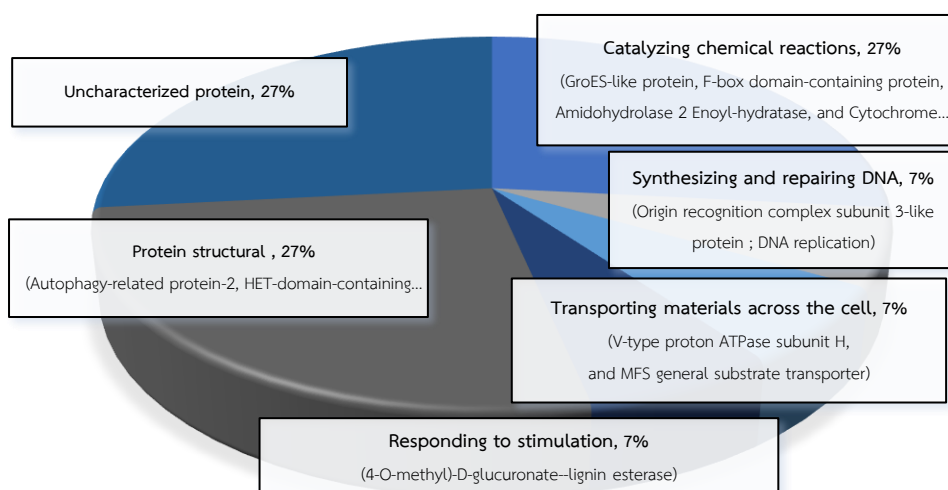 Catalyzing chemical reactions, 27%
(GroES-like protein, F-box domain-containing protein,
Amidohydrolase 2 Enoyl-hydratase, and Cytochrome...
Uncharacterized protein, 27%
Synthesizing and repairing DNA, 7%
(Origin recognition complex subunit 3-like
protein ; DNA replication)
Protein structural , 27%
(Autophagy-related protein-2, HET-domain-containing...
Transporting materials across the cell, 7%
(V-type proton ATPase subunit H,
and MFS general substrate transporter)
Responding to stimulation, 7%
(4-O-methyl)-D-glucuronate--lignin esterase)